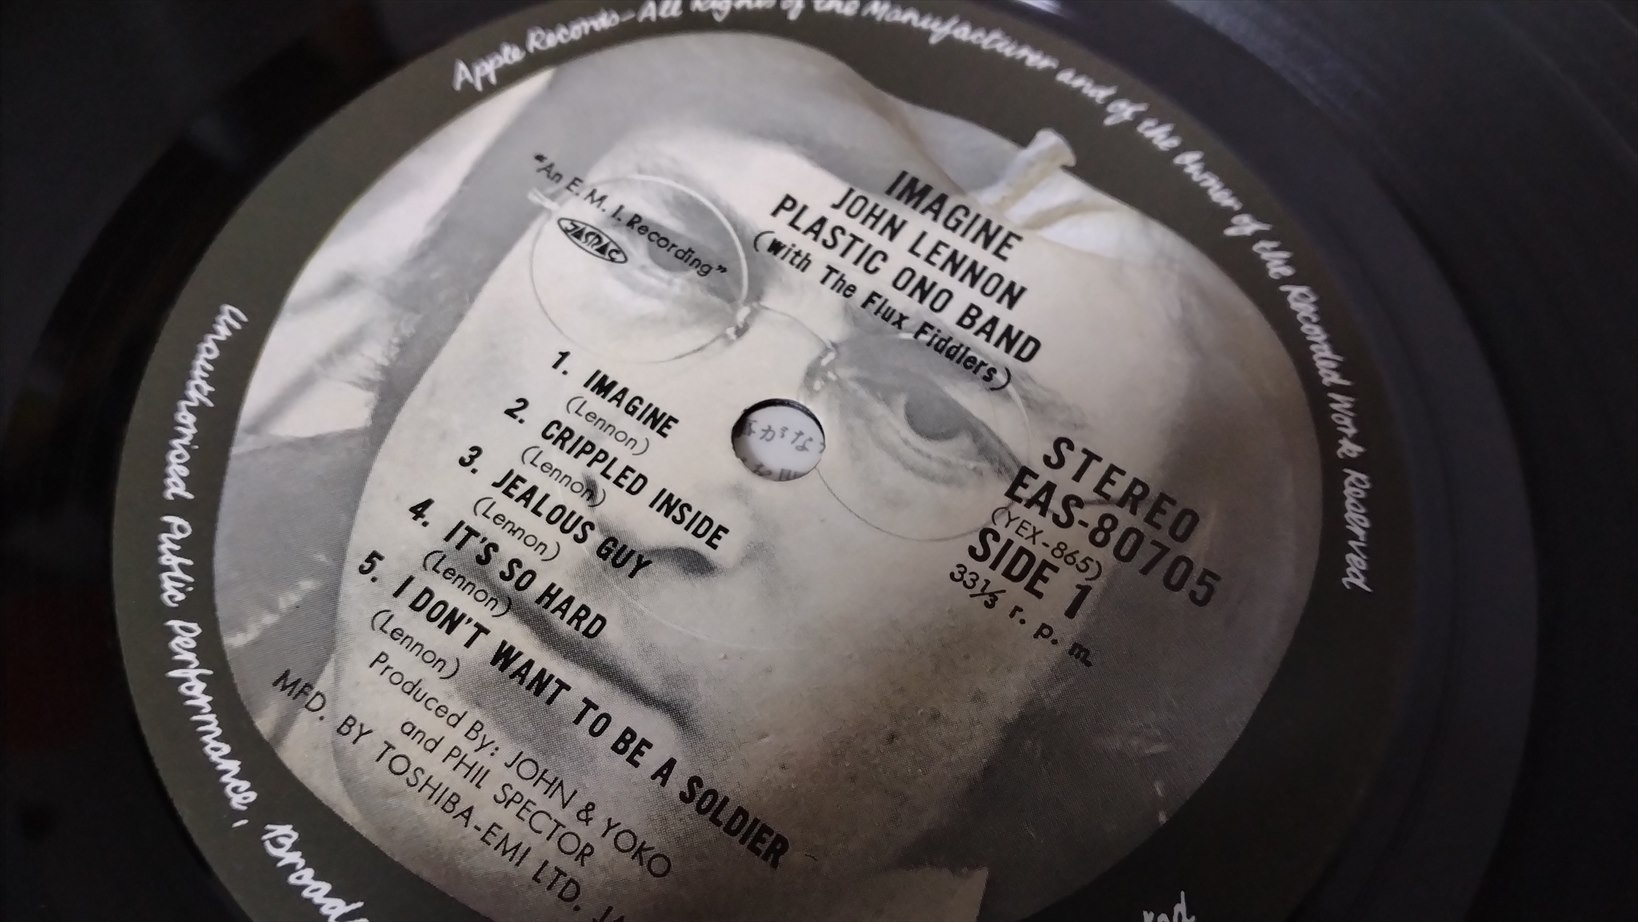 Apple Records-All Rights of the Manufacturer and of the Owner of the Recorded Work Reserved
Unauthorised Public Performance,
"An E. M. I. Recording"
JASRAC
IMAGINE
JOHN LENNON
PLASTIC ONO BAND
(with The Flux Fiddlers)
1. IMAGINE
(Lennon)
2. CRIPPLED INSIDE
(Lennon)
3. JEALOUS GUY
(Lennon)
4. IT'S SO HARD
(Lennon)
5. I DON'T WANT TO BE A SOLDIER
(Lennon)
Produced By: JOHN & YOKO
and PHIL SPECTOR
MFD. BY TOSHIBA-EMI LTD.
STEREO
EAS-80705
(YEX-865)
SIDE 1
33⅓ r. p. m.